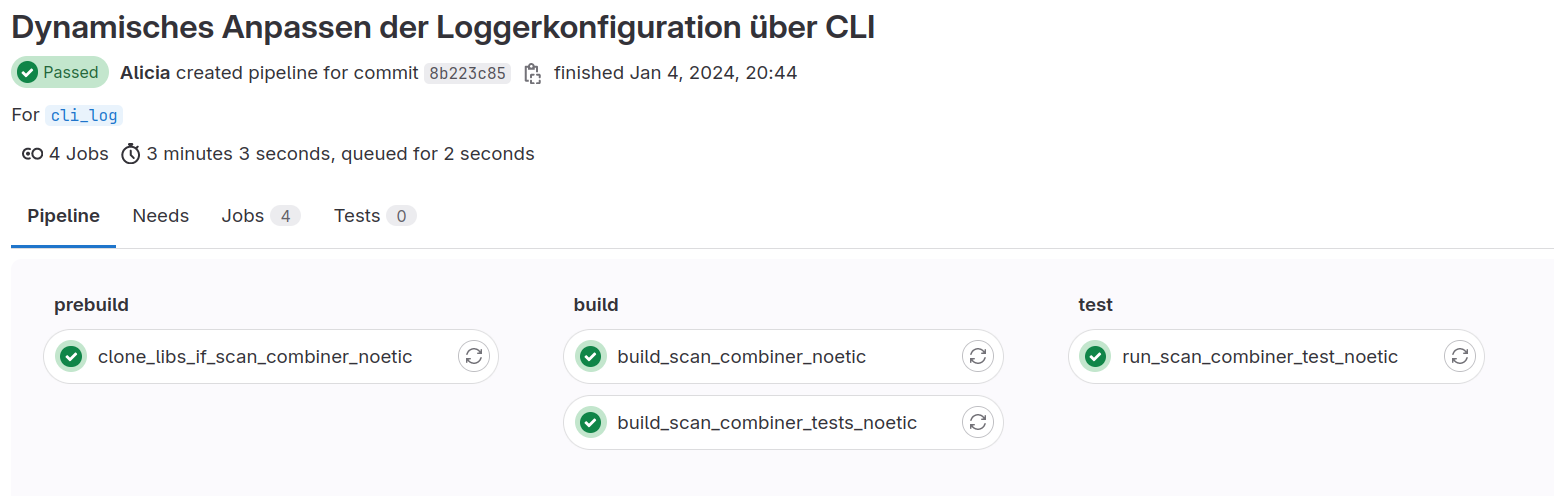 Dynamisches Anpassen der Loggerkonfiguration über CLI
Passed Alicia created pipeline for commit 8b223c85 finished Jan 4, 2024, 20:44
For cli_log
4 Jobs 3 minutes 3 seconds, queued for 2 seconds
Pipeline Needs Jobs 4 Tests 0
prebuild build test
clone_libs_if_scan_combiner_noetic build_scan_combiner_noetic run_scan_combiner_test_noetic
build_scan_combiner_tests_noetic